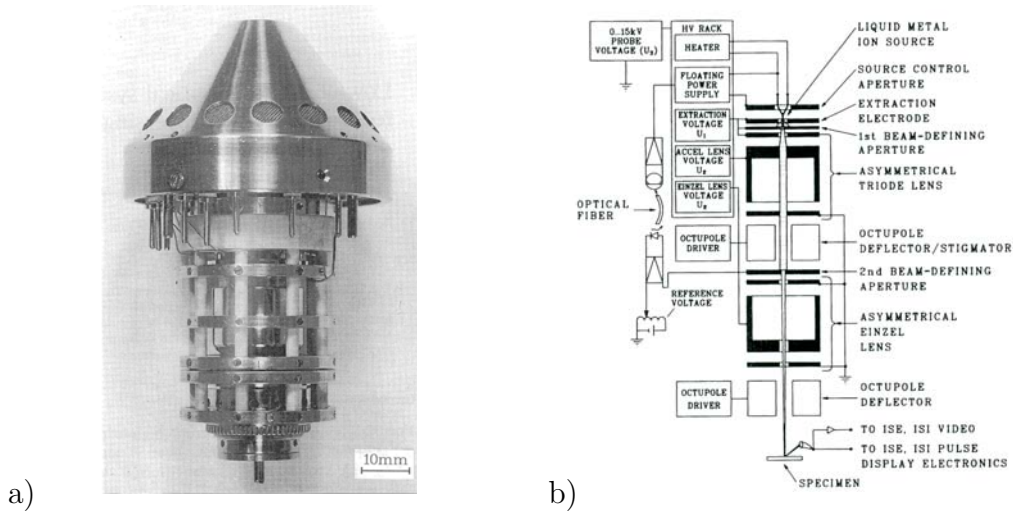 a)
10mm
b)
0...15kV
PROBE
VOLTAGE (U₃)
HV RACK
HEATER
FLOATING
POWER
SUPPLY
EXTRACTION
VOLTAGE
ACCEL LENS
VOLTAGE
EINZEL LENS
VOLTAGE
OPTICAL
FIBER
OCTUPOLE
DRIVER
REFERENCE
VOLTAGE
OCTUPOLE
DRIVER
LIQUID METAL
ION SOURCE
SOURCE CONTROL
APERTURE
EXTRACTION
ELECTRODE
1st BEAM-DEFINING
APERTURE
ASYMMETRICAL
TRIODE LENS
OCTUPOLE
DEFLECTOR/STIGMATOR
2nd BEAM-DEFINING
APERTURE
ASYMMETRICAL
EINZEL
LENS
OCTUPOLE
DEFLECTOR
TO ISE, ISI VIDEO
TO ISE, ISI PULSE
DISPLAY ELECTRONICS
SPECIMEN